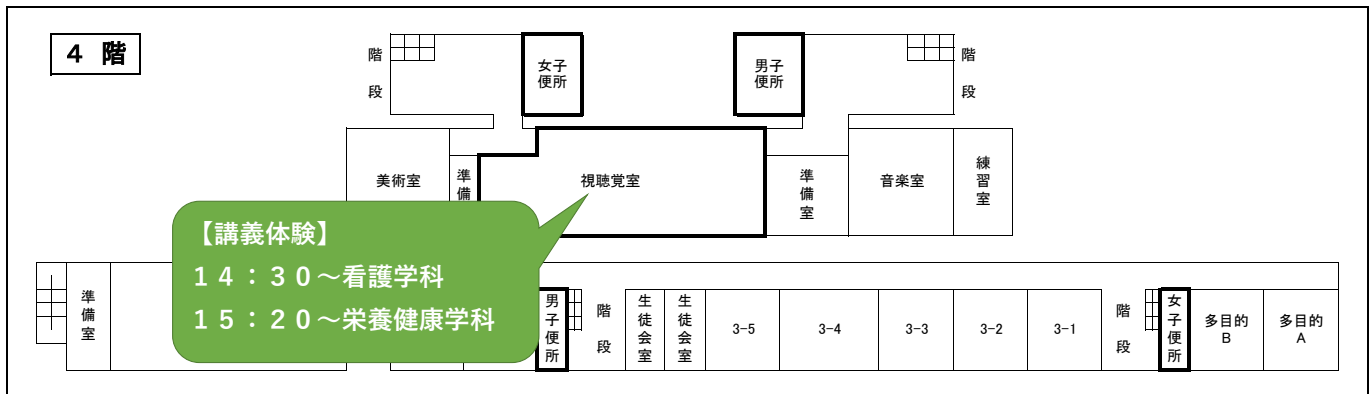 ４ 階
階
段
女子
便所
男子
便所
階
段
美術室
準
備
視聴覚室
準
備
室
音楽室
練
習
室
【講義体験】
１４：３０～看護学科
１５：２０～栄養健康学科
準
備
室
男
子
便
所
階
段
生
徒
会
室
生
徒
会
室
3-5
3-4
3-3
3-2
3-1
階
段
女
子
便
所
多目的
B
多目的
A